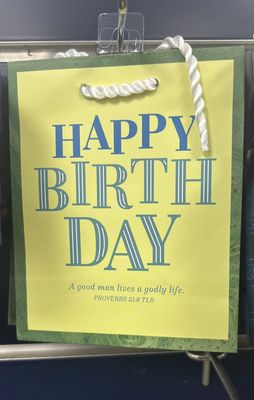 HAPPY
BIRTH
DAY
A good man lives a godly life.
PROVERBS 21:8 TLB